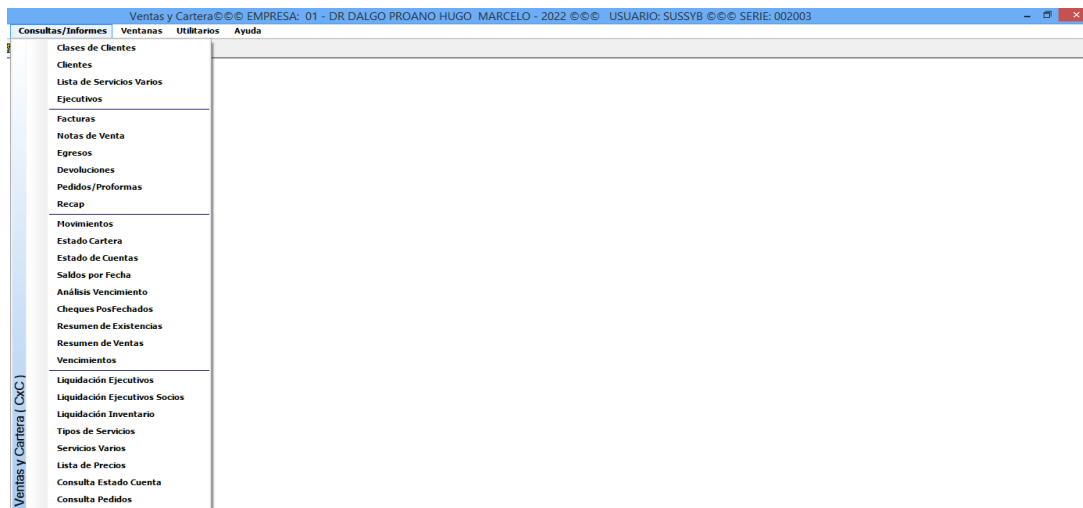 Ventas y Cartera©©© EMPRESA: 01 - DR DALGO PROANO HUGO MARCELO - 2022 ©©© USUARIO: SUSSYB ©©© SERIE: 002003
Consultas/Informes Ventanas Utilitarios Ayuda
Clases de Clientes
Clientes
Lista de Servicios Varios
Ejecutivos
Facturas
Notas de Venta
Egresos
Devoluciones
Pedidos/Proformas
Recap
Movimientos
Estado Cartera
Estado de Cuentas
Saldos por Fecha
Análisis Vencimiento
Cheques PosFechados
Resumen de Existencias
Resumen de Ventas
Vencimientos
Liquidación Ejecutivos
Liquidación Ejecutivos Socios
Liquidación Inventario
Tipos de Servicios
Servicios Varios
Lista de Precios
Consulta Estado Cuenta
Consulta Pedidos
Ventas y Cartera ( CxC )